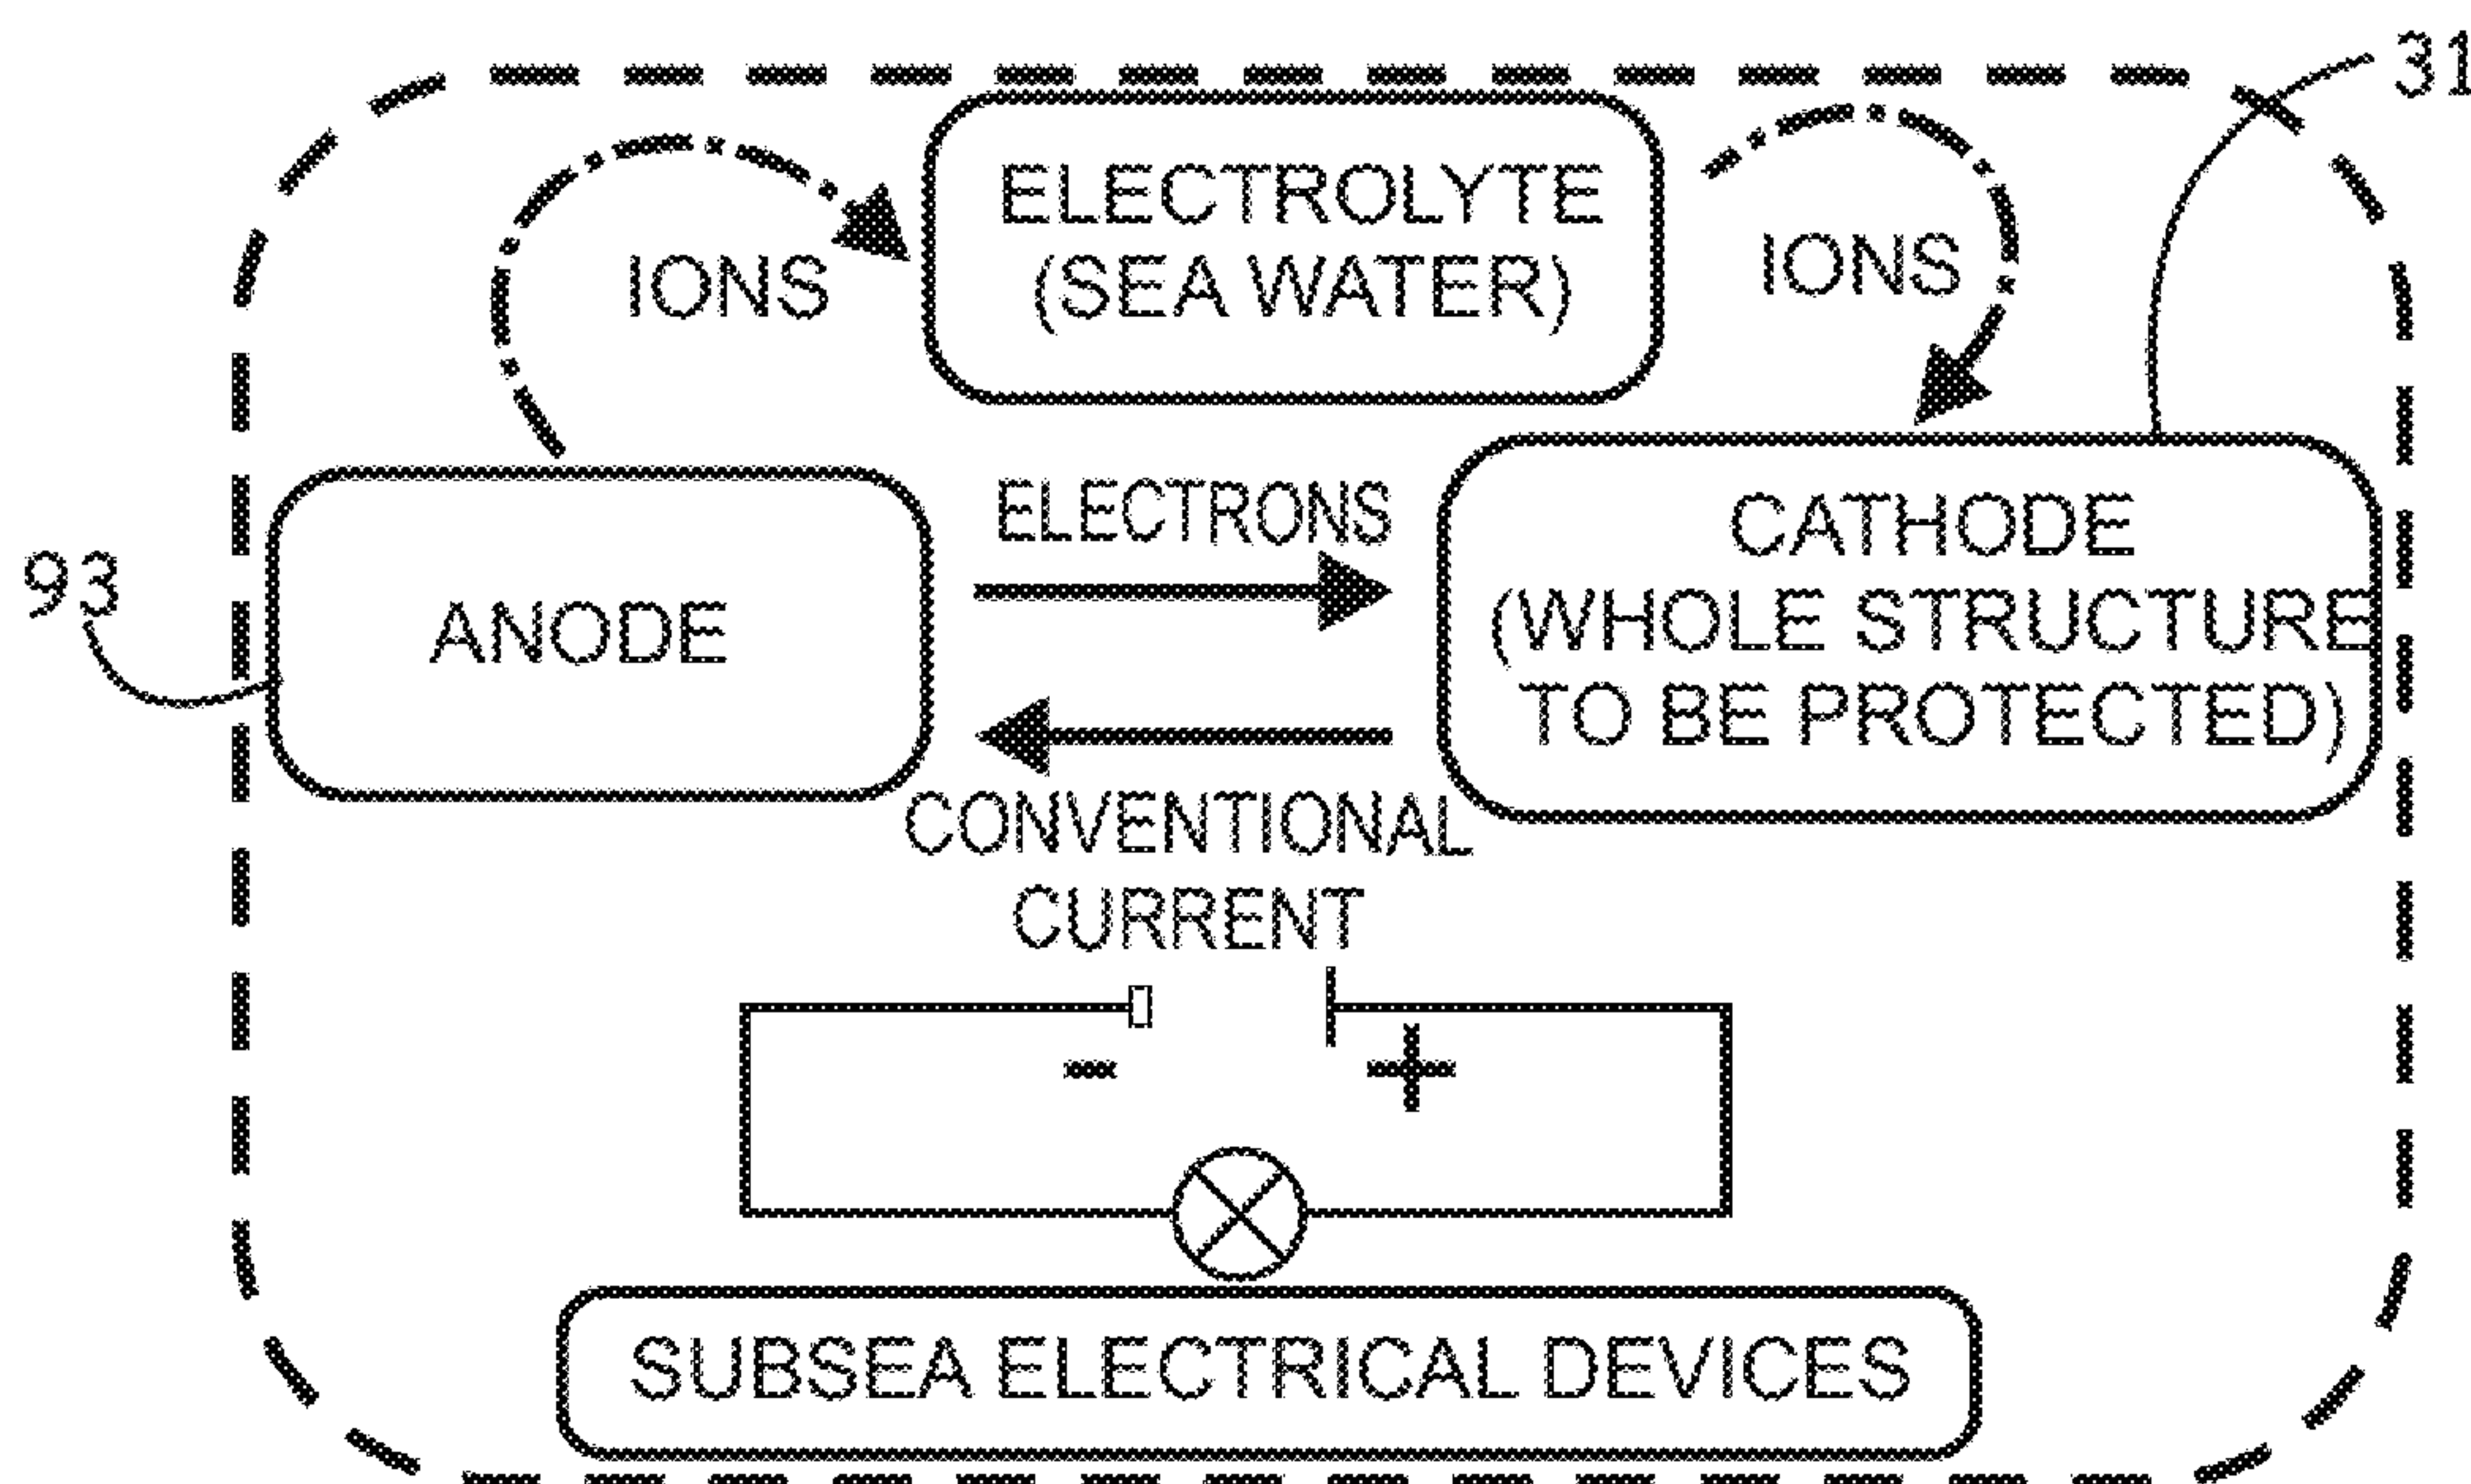 31
ELECTROLYTE
(SEA WATER)
IONS
IONS
ELECTRONS
CATHODE
(WHOLE STRUCTURE
TO BE PROTECTED)
93
ANODE
CONVENTIONAL
CURRENT
- +
SUBSEA ELECTRICAL DEVICES